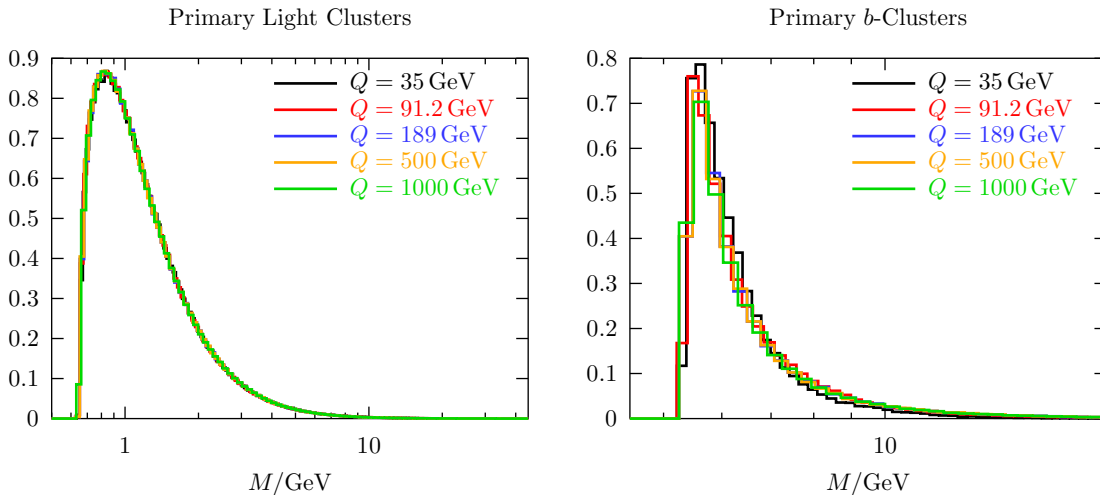 Primary Light Clusters
0.9
0.8
0.7
0.6
0.5
0.4
0.3
0.2
0.1
0
1
10
M/GeV
Q = 35 GeV
Q = 91.2 GeV
Q = 189 GeV
Q = 500 GeV
Q = 1000 GeV
Primary b-Clusters
0.8
0.7
0.6
0.5
0.4
0.3
0.2
0.1
0
10
M/GeV
Q = 35 GeV
Q = 91.2 GeV
Q = 189 GeV
Q = 500 GeV
Q = 1000 GeV